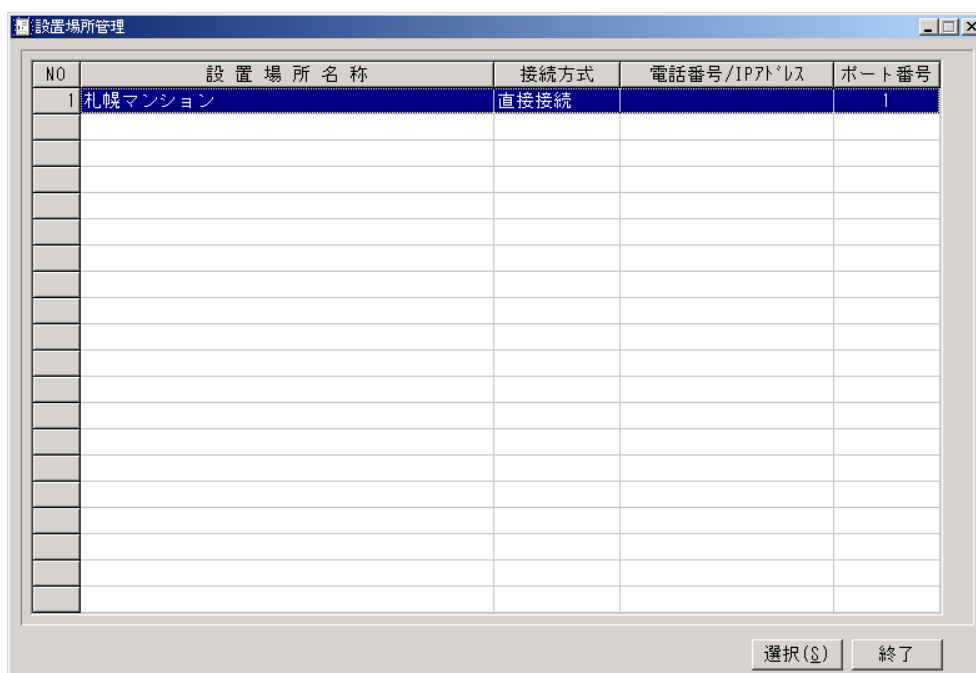 設置場所管理
NO 設 置 場 所 名 称 接続方式 電話番号/IPｱﾄﾞﾚｽ ポート番号
1 札幌マンション 直接接続 1
選択(S) 終了